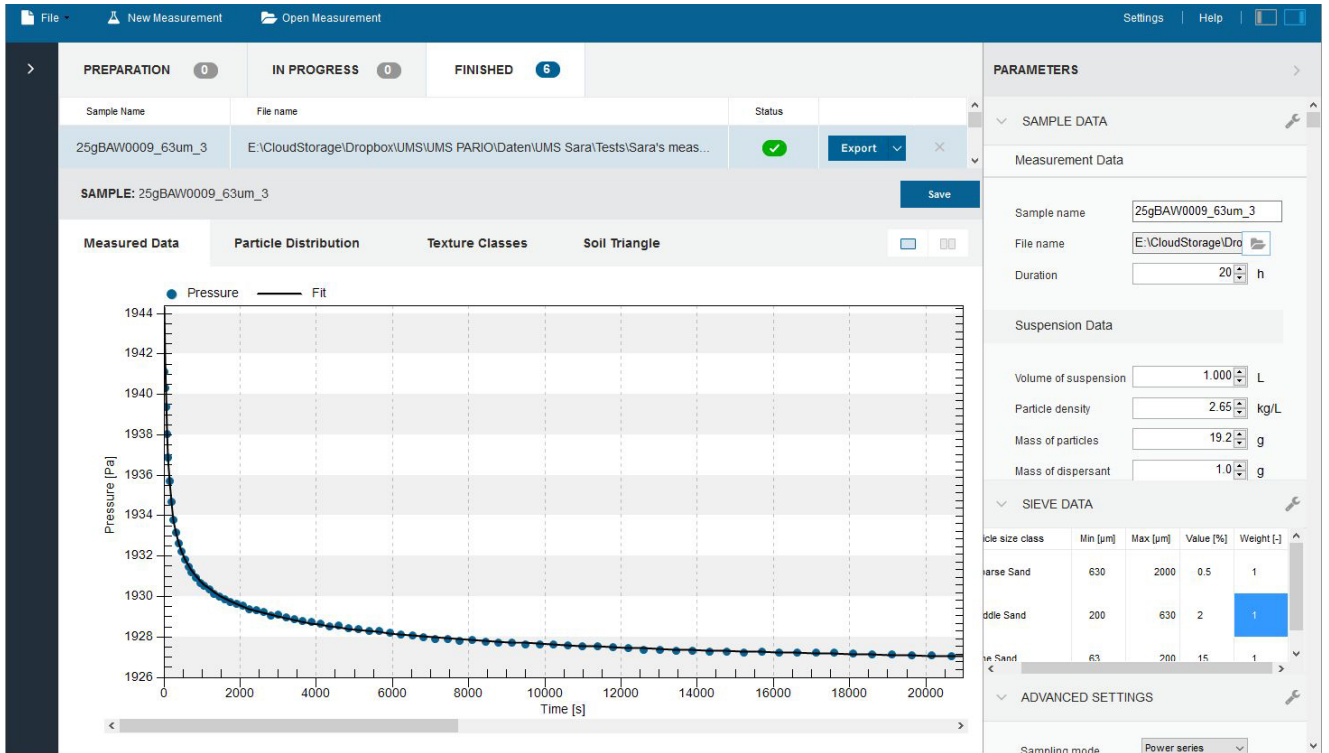 File New Measurement Open Measurement Settings Help
PREPARATION 0 IN PROGRESS 0 FINISHED 6
Sample Name File name Status
25gBAW0009_63um_3 E:\CloudStorage\Dropbox\UMS\UMS PARIO\Daten\UMS Sara\Tests\Sara's meas... Export
SAMPLE: 25gBAW0009_63um_3 Save
Measured Data Particle Distribution Texture Classes Soil Triangle
Pressure Fit
1944
1942
1940
1938
1936
1934
1932
1930
1928
1926
Pressure [Pa]
0 2000 4000 6000 8000 10000 12000 14000 16000 18000 20000
Time [s]
PARAMETERS
SAMPLE DATA
Measurement Data
Sample name 25gBAW0009_63um_3
File name E:\CloudStorage\Dro
Duration 20 h
Suspension Data
Volume of suspension 1.000 L
Particle density 2.65 kg/L
Mass of particles 19.2 g
Mass of dispersant 1.0 g
SIEVE DATA
icle size class Min [µm] Max [µm] Value [%] Weight [-]
arse Sand 630 2000 0.5 1
ddle Sand 200 630 2 1
ne Sand 63 200 15 1
ADVANCED SETTINGS
Sampling mode Power series